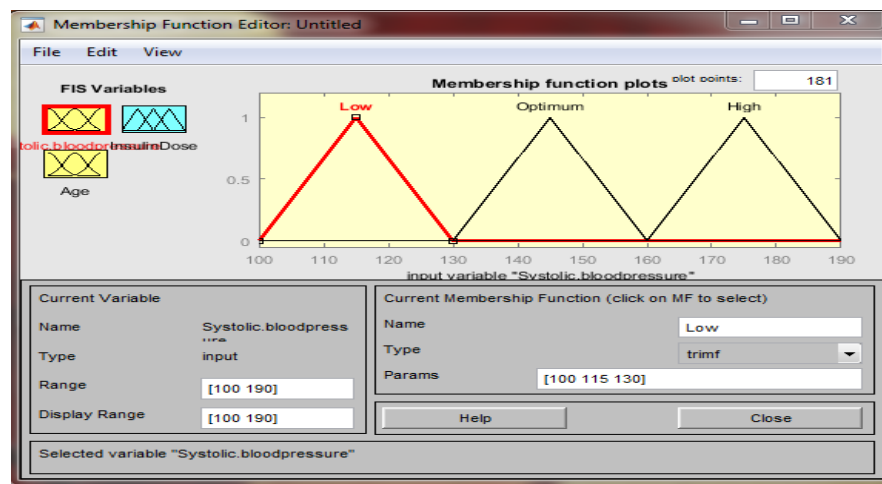 Membership Function Editor: Untitled
File Edit View
FIS Variables
Membership function plots plot points: 181
Low Optimum High
1
0.5
0
InsulinDose
Age
100 110 120 130 140 150 160 170 180 190
input variable "Systolic.bloodpressure"
Current Variable
Name Systolic.bloodpress
ure
Type input
Range [100 190]
Display Range [100 190]
Current Membership Function (click on MF to select)
Name Low
Type trimf
Params [100 115 130]
Help Close
Selected variable "Systolic.bloodpressure"